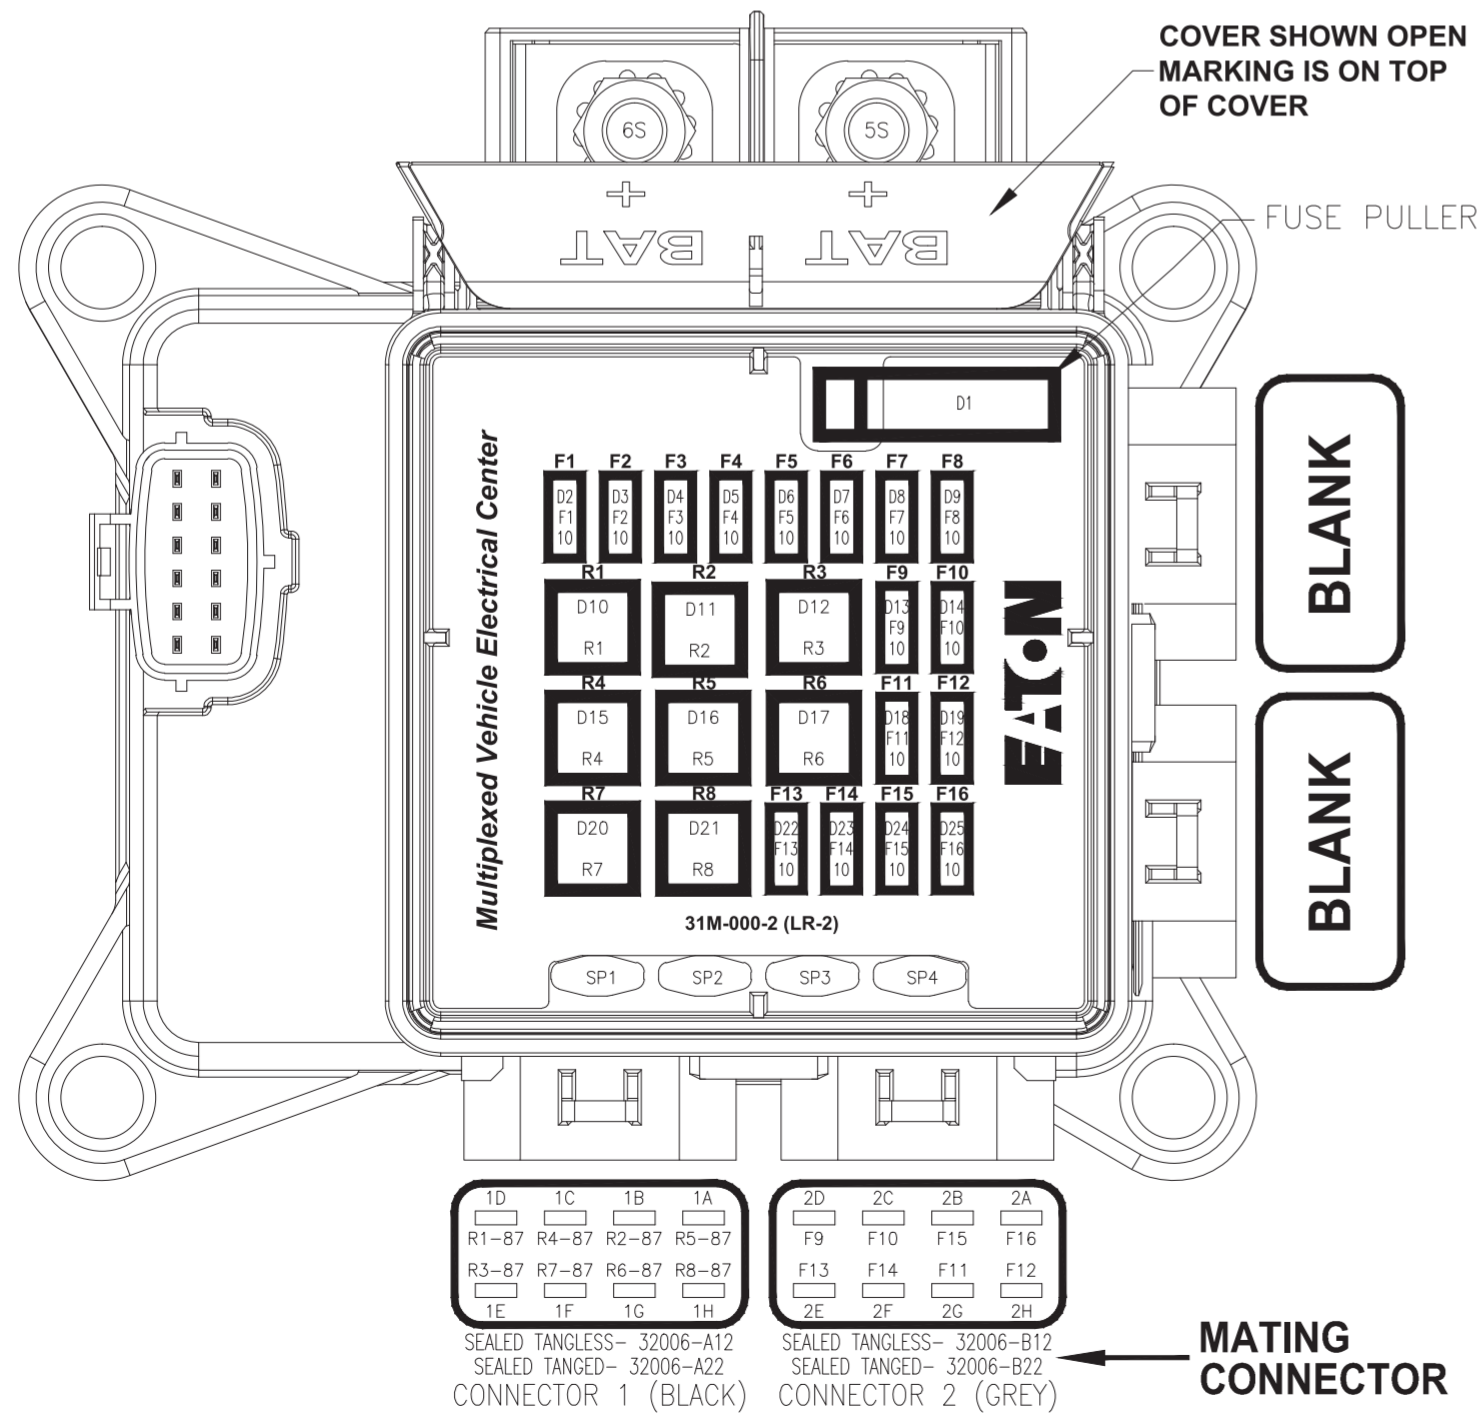 COVER SHOWN OPEN
MARKING IS ON TOP
OF COVER
6S 5S
+ +
BAT BAT
FUSE PULLER
D1
Multiplexed Vehicle Electrical Center
F1 F2 F3 F4 F5 F6 F7 F8
D2 D3 D4 D5 D6 D7 D8 D9
F1 F2 F3 F4 F5 F6 F7 F8
10 10 10 10 10 10 10 10
R1 R2 R3 F9 F10
D10 D11 D12 D13 D14
F9 F10
R1 R2 R3 10 10
R4 R5 R6 F11 F12
D15 D16 D17 D18 D19
F11 F12
R4 R5 R6 10 10
R7 R8 F13 F14 F15 F16
D20 D21 D22 D23 D24 D25
F13 F14 F15 F16
R7 R8 10 10 10 10
EATON
31M-000-2 (LR-2)
SP1 SP2 SP3 SP4
BLANK
BLANK
1D 1C 1B 1A
R1-87 R4-87 R2-87 R5-87
R3-87 R7-87 R6-87 R8-87
1E 1F 1G 1H
SEALED TANGLESS- 32006-A12
SEALED TANGED- 32006-A22
CONNECTOR 1 (BLACK)
2D 2C 2B 2A
F9 F10 F15 F16
F13 F14 F11 F12
2E 2F 2G 2H
SEALED TANGLESS- 32006-B12
SEALED TANGED- 32006-B22
CONNECTOR 2 (GREY)
MATING
CONNECTOR